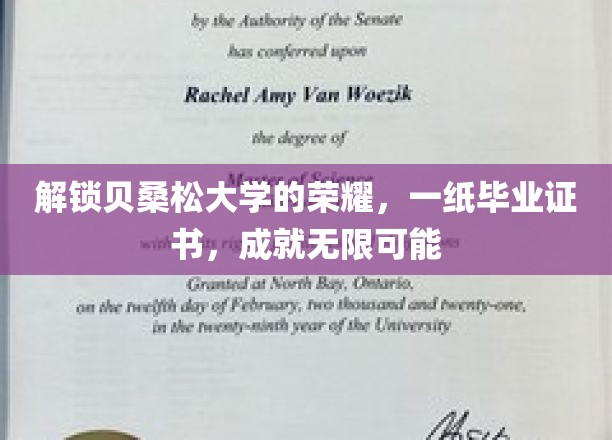 by the Authority of the Senate
has conferred upon
Rachel Amy Van Woezik
the degree of
Master of Science
解锁贝桑松大学的荣耀，一纸毕业证
书，成就无限可能
Granted at North Bay, Ontario,
on the twelfth day of February, two thousand and twenty-one,
in the twenty-ninth year of the University